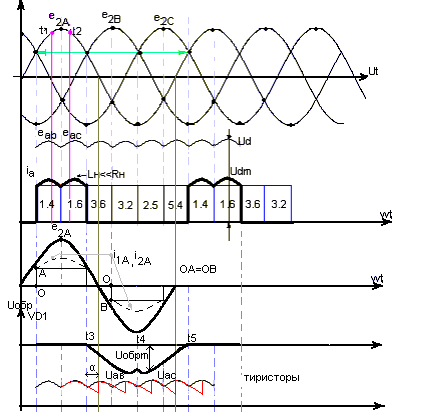 e2A e2B e2C
t1 t2
Ut
eab eac Ud
ia Lн<<Rн Udm
1.4 1.6 3.6 3.2 2.5 5.4 1.4 1.6 3.6 3.2
wt
e2A i1A, i2A OA=OB
A
O O wt
B
Uобр
VD1 t3 t4 t5
Uобрm
α Uав Uас тиристоры